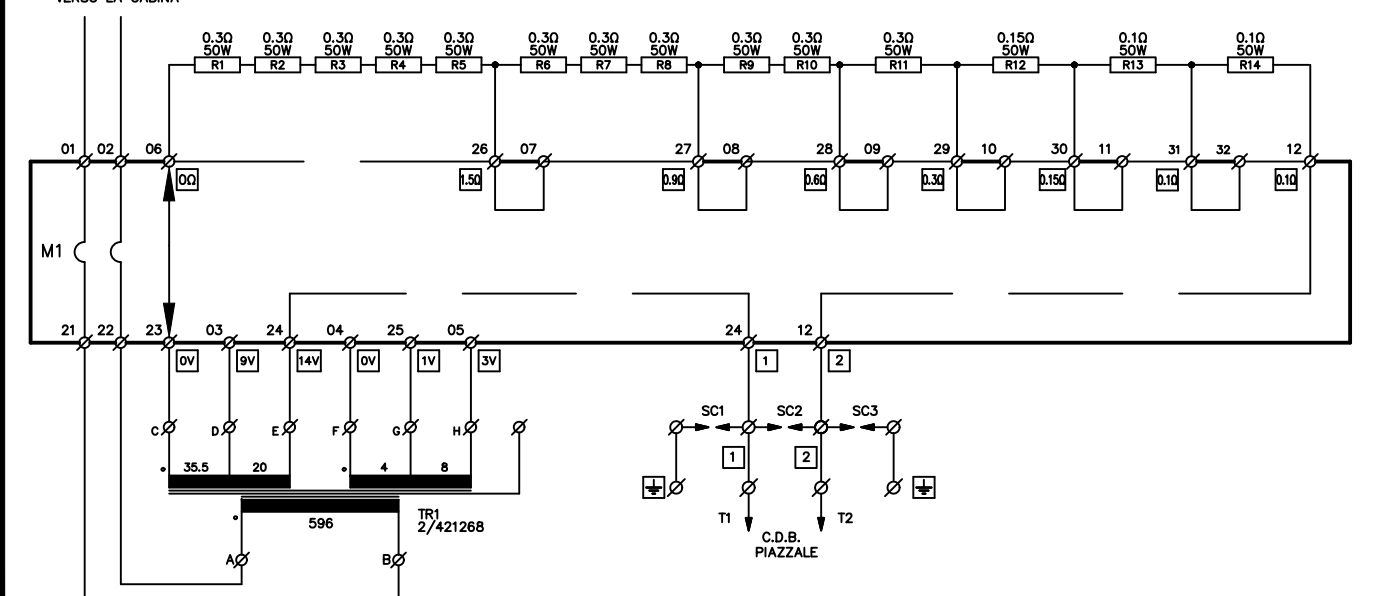 VERSO LA CABINA
0.3Ω 0.3Ω 0.3Ω 0.3Ω 0.3Ω 0.3Ω 0.3Ω 0.3Ω 0.3Ω 0.3Ω 0.3Ω 0.15Ω 0.1Ω 0.1Ω
50W 50W 50W 50W 50W 50W 50W 50W 50W 50W 50W 50W 50W 50W
R1 R2 R3 R4 R5 R6 R7 R8 R9 R10 R11 R12 R13 R14
01 02 06 26 07 27 08 28 09 29 10 30 11 31 32 12
0Ω 1.5Ω 0.9Ω 0.6Ω 0.3Ω 0.15Ω 0.1Ω 0.1Ω
M1
21 22 23 03 24 04 25 05 24 12
0V 9V 14V 0V 1V 3V 1 2
SC1 SC2 SC3
C D E F G H
1 2
35.5 20 4 8
TR1
596
2/421268
T1 T2
C.D.B.
PIAZZALE
A B